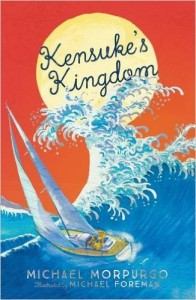 Kensuke's
Kingdom
MICHAEL MORPURGO
Illustrated by MICHAEL FOREMAN